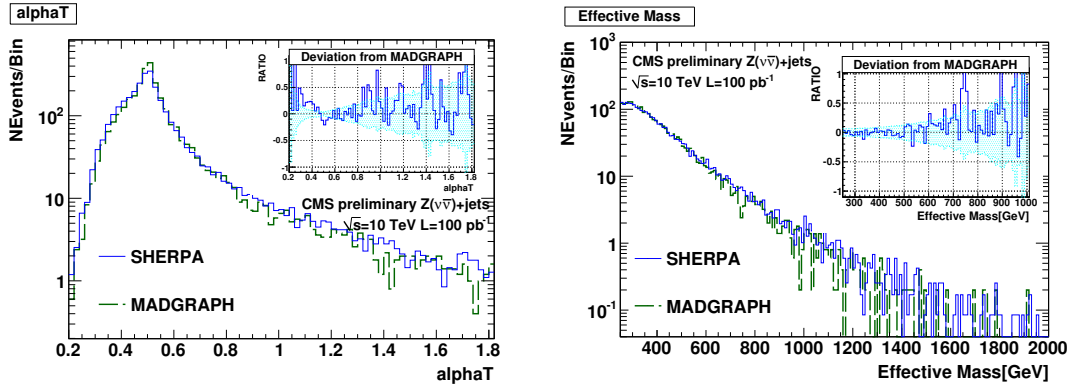 alphaT
NEvents/Bin
10²
10
1
0.2 0.4 0.6 0.8 1 1.2 1.4 1.6 1.8
alphaT
Deviation from MADGRAPH
RATIO
0.5
0
-0.5
-1
0.2 0.4 0.6 0.8 1 1.2 1.4 1.6 1.8
alphaT
CMS preliminary Z(νν̅)+jets
√s=10 TeV L=100 pb⁻¹
SHERPA
MADGRAPH
Effective Mass
NEvents/Bin
10³
10²
10
1
10⁻¹
400 600 800 1000 1200 1400 1600 1800 2000
Effective Mass[GeV]
CMS preliminary Z(νν̅)+jets
√s=10 TeV L=100 pb⁻¹
Deviation from MADGRAPH
RATIO
1
0.5
0
-0.5
-1
300 400 500 600 700 800 900 1000
Effective Mass[GeV]
SHERPA
MADGRAPH